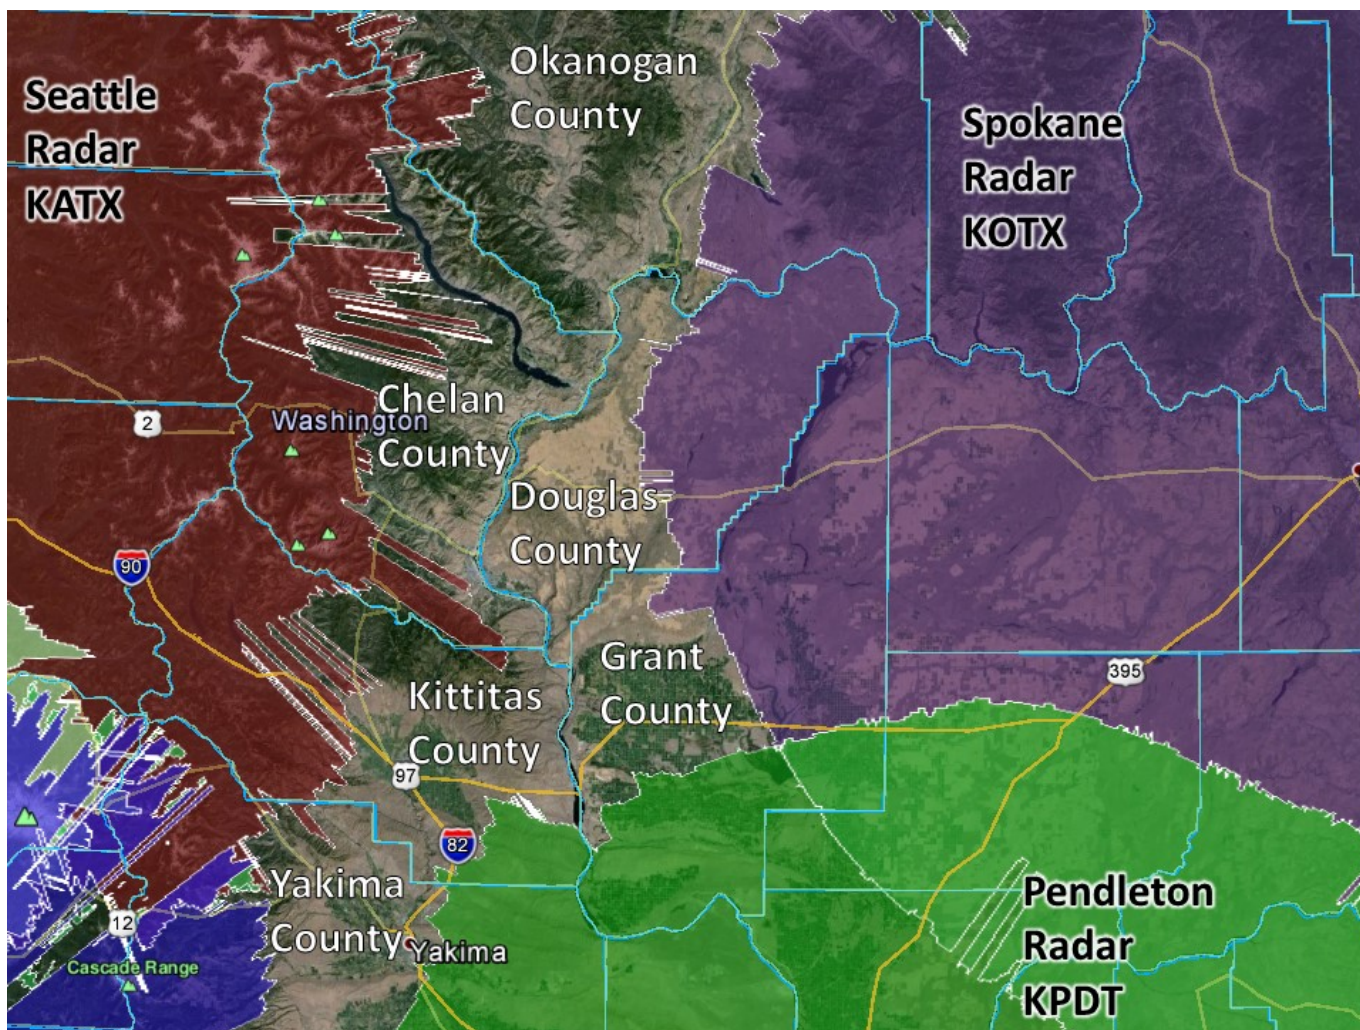 Okanogan
County
Seattle
Radar
KATX
Spokane
Radar
KOTX
2
Chelan
Washington
County
Douglas
County
90
Grant
County
395
Kittitas
County
97
82
Yakima
County
12
Yakima
Cascade Range
Pendleton
Radar
KPDT